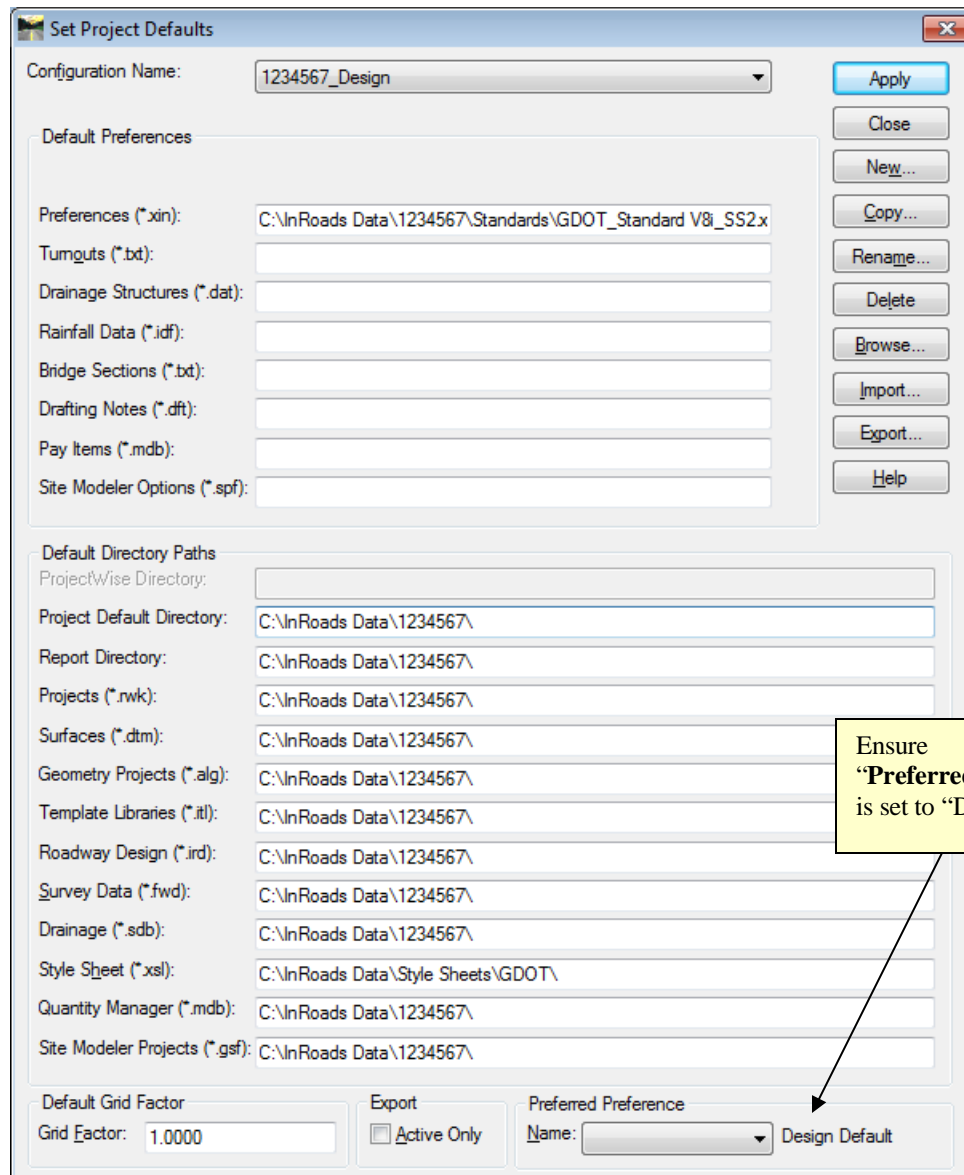 Set Project Defaults
Configuration Name: 1234567_Design
Apply
Close
New...
Copy...
Rename...
Delete
Browse...
Import...
Export...
Help
Default Preferences
Preferences (*.xin): C:\InRoads Data\1234567\Standards\GDOT_Standard V8i_SS2.x
Turnouts (*.txt):
Drainage Structures (*.dat):
Rainfall Data (*.idf):
Bridge Sections (*.txt):
Drafting Notes (*.dft):
Pay Items (*.mdb):
Site Modeler Options (*.spf):
Default Directory Paths
ProjectWise Directory:
Project Default Directory: C:\InRoads Data\1234567\
Report Directory: C:\InRoads Data\1234567\
Projects (*.rwk): C:\InRoads Data\1234567\
Surfaces (*.dtm): C:\InRoads Data\1234567\
Geometry Projects (*.alg): C:\InRoads Data\1234567\
Template Libraries (*.itl): C:\InRoads Data\1234567\
Roadway Design (*.ird): C:\InRoads Data\1234567\
Survey Data (*.fwd): C:\InRoads Data\1234567\
Drainage (*.sdb): C:\InRoads Data\1234567\
Style Sheet (*.xsl): C:\InRoads Data\Style Sheets\GDOT\
Quantity Manager (*.mdb): C:\InRoads Data\1234567\
Site Modeler Projects (*.gsf): C:\InRoads Data\1234567\
Ensure
“Preferred
is set to “D
Default Grid Factor
Grid Factor: 1.0000
Export
Active Only
Preferred Preference
Name: Design Default